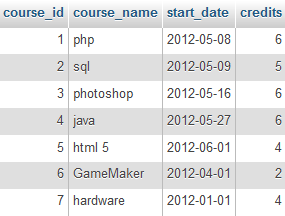 course_id course_name start_date credits
1 php 2012-05-08 6
2 sql 2012-05-09 5
3 photoshop 2012-05-16 6
4 java 2012-05-27 6
5 html 5 2012-06-01 4
6 GameMaker 2012-04-01 2
7 hardware 2012-01-01 4